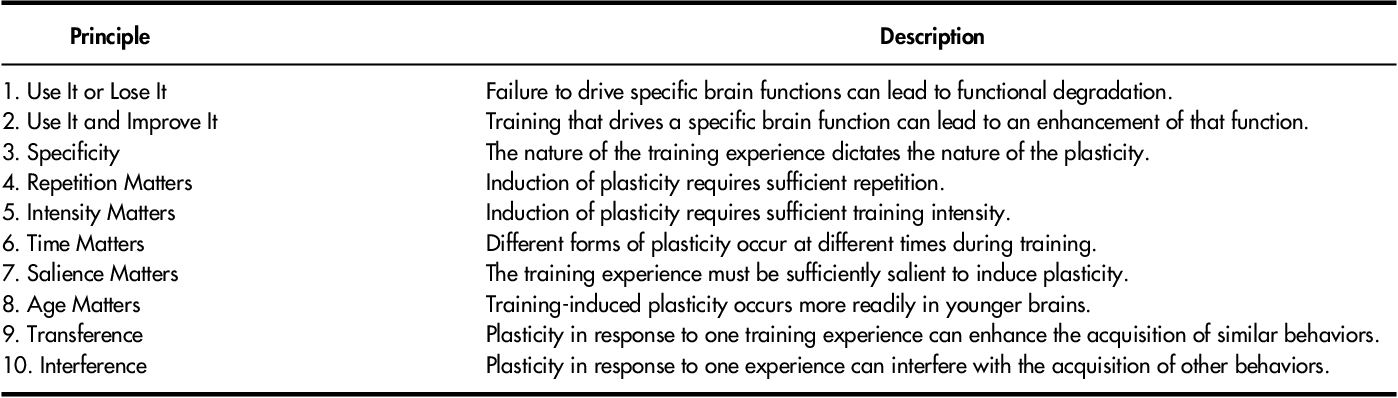 Principle Description
1. Use It or Lose It Failure to drive specific brain functions can lead to functional degradation.
2. Use It and Improve It Training that drives a specific brain function can lead to an enhancement of that function.
3. Specificity The nature of the training experience dictates the nature of the plasticity.
4. Repetition Matters Induction of plasticity requires sufficient repetition.
5. Intensity Matters Induction of plasticity requires sufficient training intensity.
6. Time Matters Different forms of plasticity occur at different times during training.
7. Salience Matters The training experience must be sufficiently salient to induce plasticity.
8. Age Matters Training-induced plasticity occurs more readily in younger brains.
9. Transference Plasticity in response to one training experience can enhance the acquisition of similar behaviors.
10. Interference Plasticity in response to one experience can interfere with the acquisition of other behaviors.